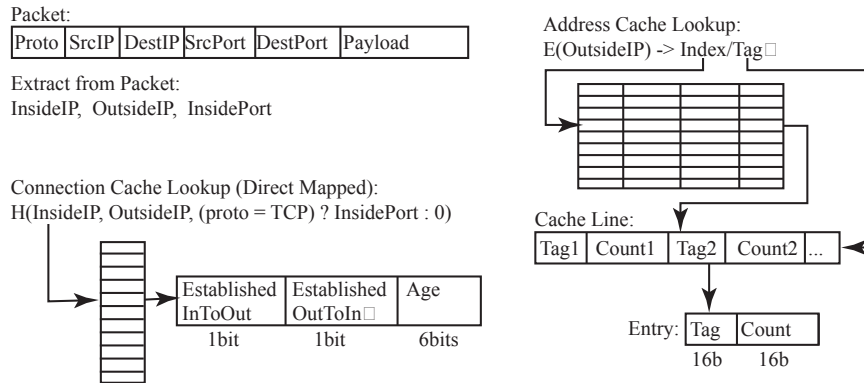 Packet:
Proto SrcIP DestIP SrcPort DestPort Payload
Extract from Packet:
InsideIP, OutsideIP, InsidePort
Connection Cache Lookup (Direct Mapped):
H(InsideIP, OutsideIP, (proto = TCP) ? InsidePort : 0)
Established InToOut
Established OutToIn□
Age
1bit 1bit 6bits
Address Cache Lookup:
E(OutsideIP) -> Index/Tag□
Cache Line:
Tag1 Count1 Tag2 Count2 ...
Entry: Tag Count
16b 16b